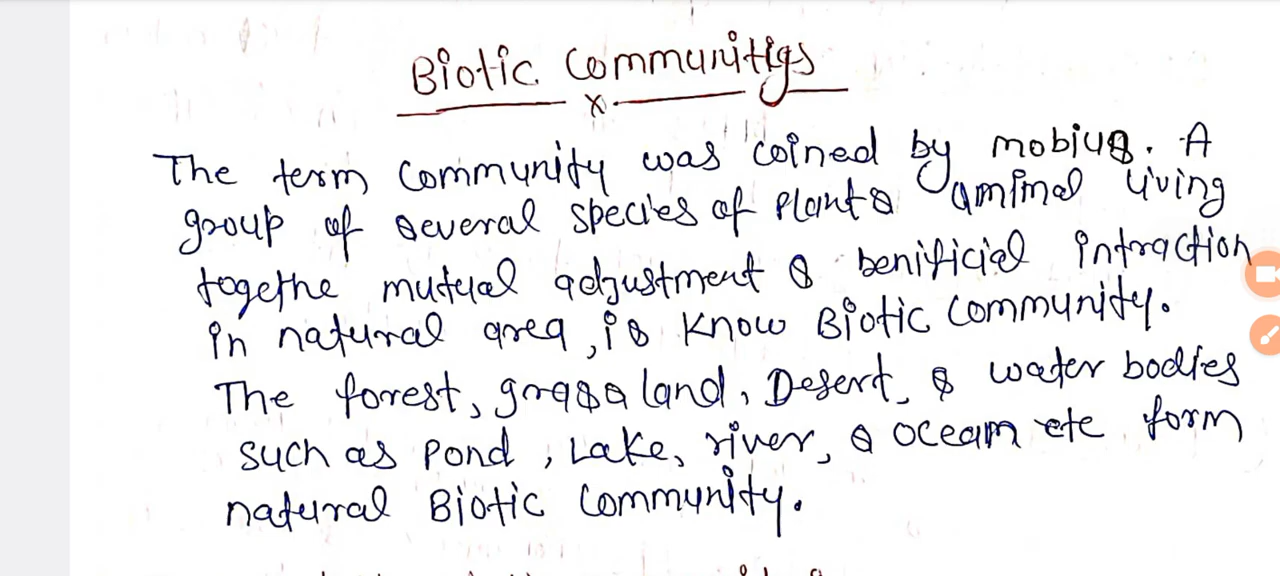 Biotic Communities
x
The term community was coined by mobius. A
group of several species of plants animal living
togethe mutual adjustment & benificial intraction
in natural area, is know Biotic community.
The forest, grass land, Desert, & water bodies
such as pond, Lake, river, & ocean etc form
natural Biotic community.